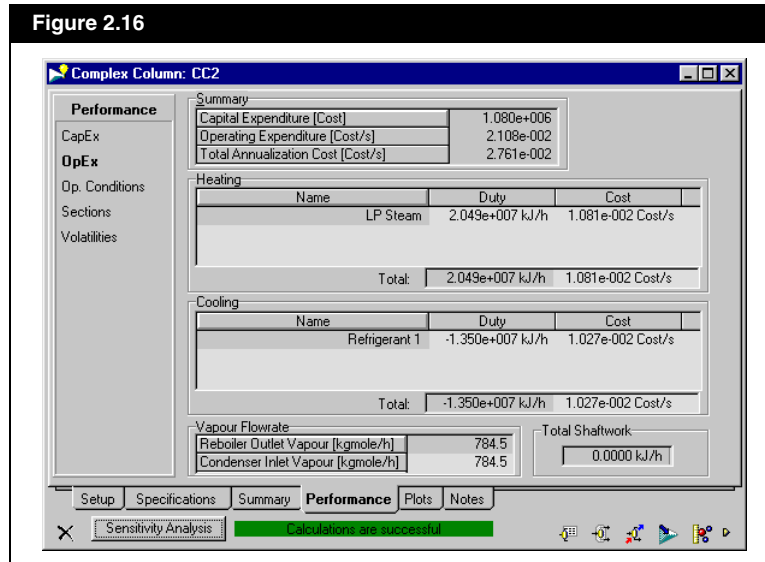 Figure 2.16
Complex Column: CC2
Performance
CapEx
OpEx
Op. Conditions
Sections
Volatilities
Summary
Capital Expenditure [Cost] 1.080e+006
Operating Expenditure [Cost/s] 2.108e-002
Total Annualization Cost [Cost/s] 2.761e-002
Heating
Name Duty Cost
LP Steam 2.049e+007 kJ/h 1.081e-002 Cost/s
Total: 2.049e+007 kJ/h 1.081e-002 Cost/s
Cooling
Name Duty Cost
Refrigerant 1 -1.350e+007 kJ/h 1.027e-002 Cost/s
Total: -1.350e+007 kJ/h 1.027e-002 Cost/s
Vapour Flowrate
Reboiler Outlet Vapour [kgmole/h] 784.5
Condenser Inlet Vapour [kgmole/h] 784.5
Total Shaftwork
0.0000 kJ/h
Setup Specifications Summary Performance Plots Notes
Sensitivity Analysis Calculations are successful